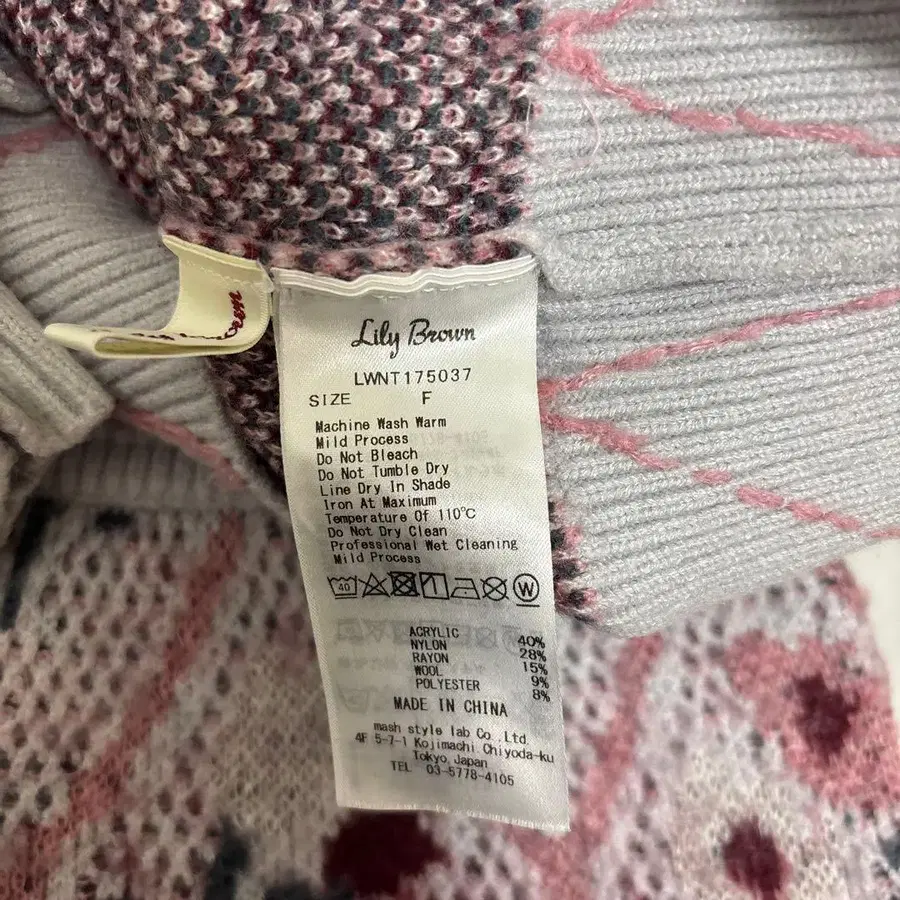 Lily Brown
LWNT175037
SIZE F
Machine Wash Warm
Mild Process
Do Not Bleach
Do Not Tumble Dry
Line Dry In Shade
Iron At Maximum
Temperature Of 110℃
Do Not Dry Clean
Professional Wet Cleaning
Mild Process
40 W
ACRYLIC 40%
NYLON 28%
RAYON 15%
WOOL 9%
POLYESTER 8%
MADE IN CHINA
mash style lab Co.,Ltd.
4F 5-7-1 Kojimachi Chiyoda-ku
Tokyo,Japan
TEL 03-5778-4105